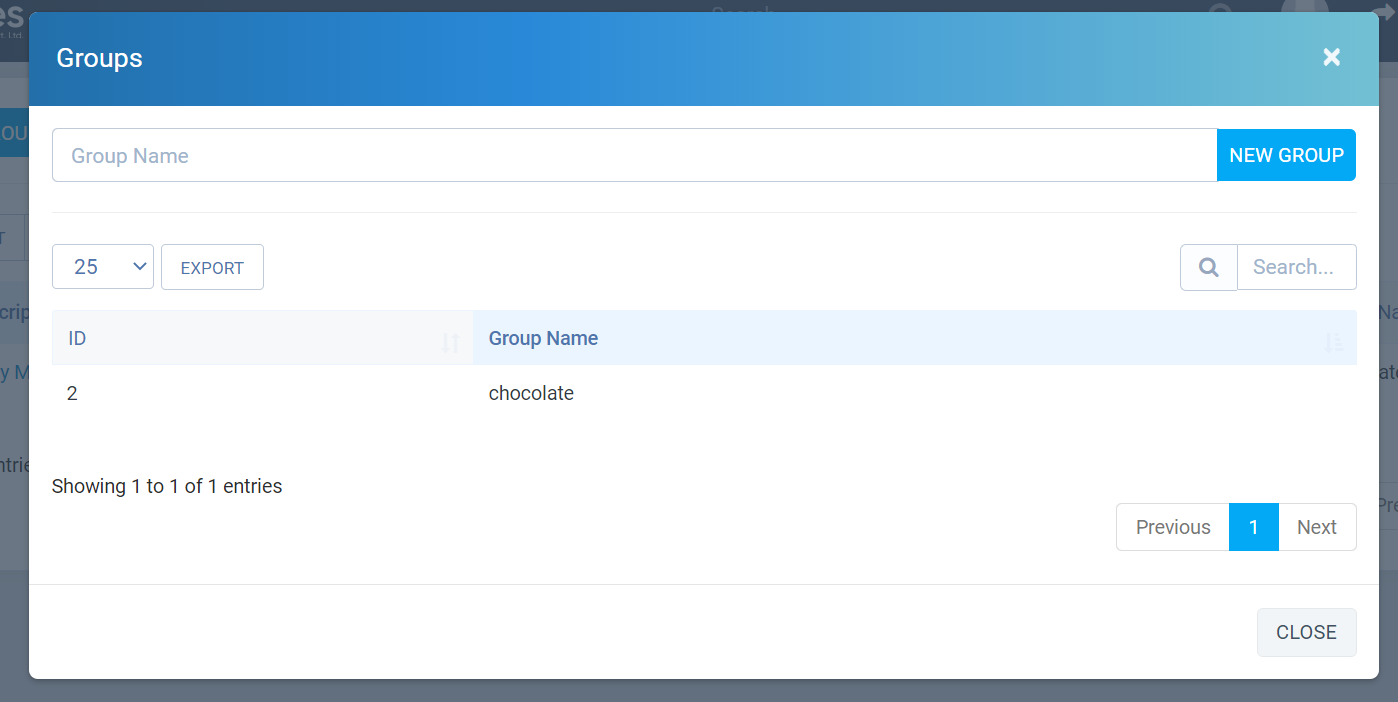 Groups
Group Name
NEW GROUP
25
EXPORT
Search...
ID
Group Name
2
chocolate
Showing 1 to 1 of 1 entries
Previous
1
Next
CLOSE